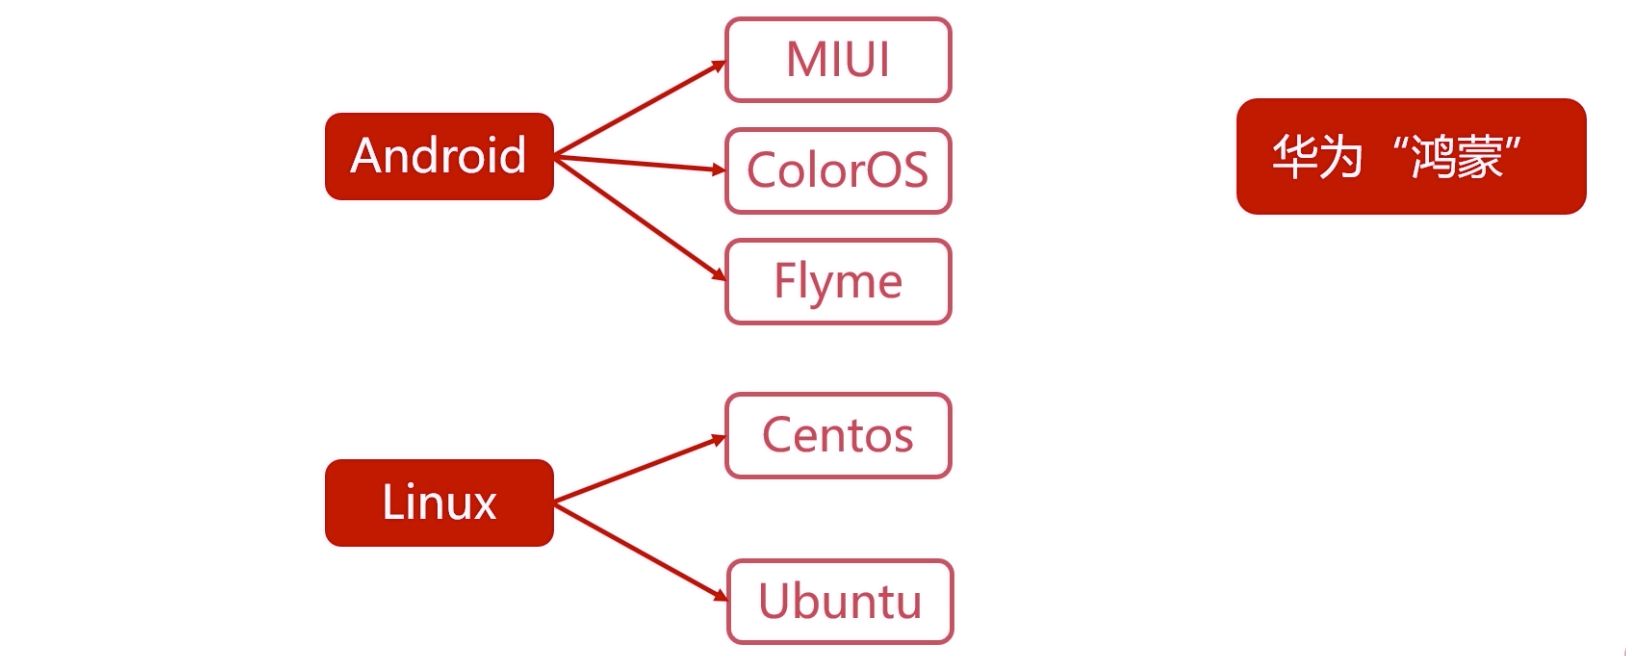 MIUI
Android
ColorOS
Flyme
华为“鸿蒙”
Centos
Linux
Ubuntu